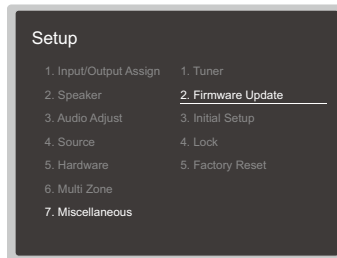 Setup
1. Input/Output Assign
2. Speaker
3. Audio Adjust
4. Source
5. Hardware
6. Multi Zone
7. Miscellaneous
1. Tuner
2. Firmware Update
3. Initial Setup
4. Lock
5. Factory Reset